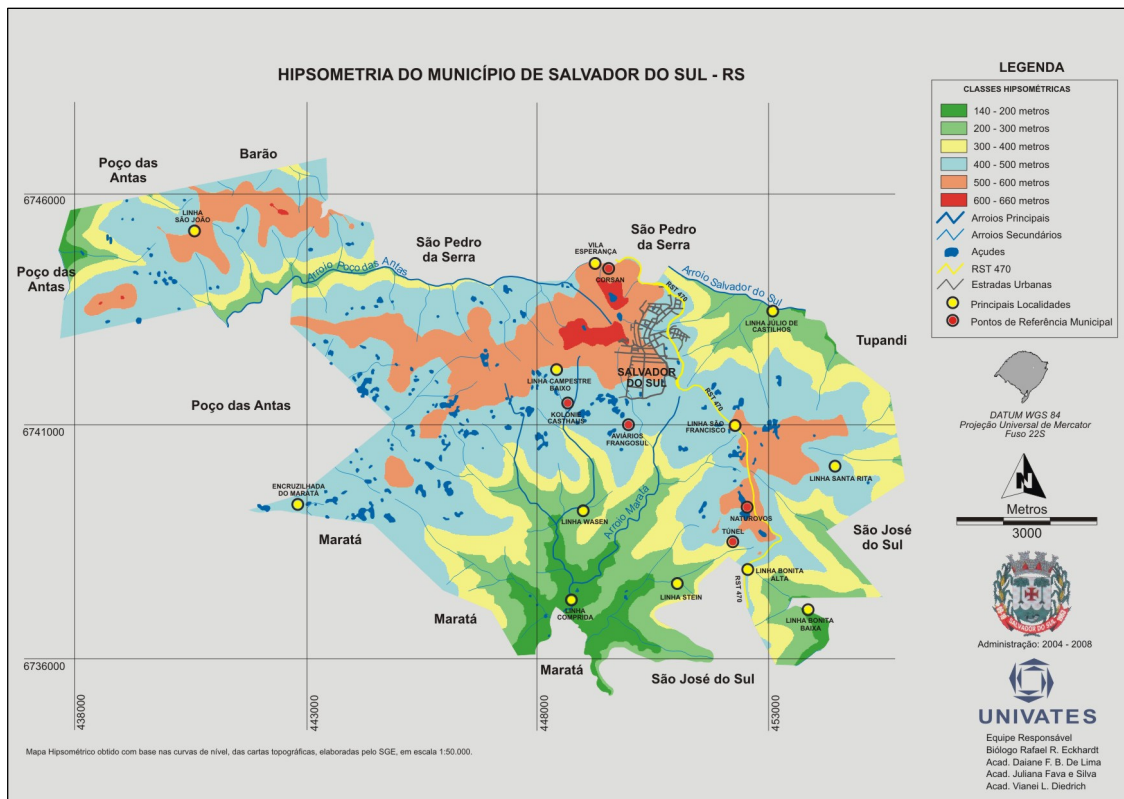 HIPSOMETRIA DO MUNICÍPIO DE SALVADOR DO SUL - RS
Poço das
Antas
Barão
6746000
LINHA
SÃO JOÃO
Poço das
Antas
Arroio Poço das Antas
São Pedro
da Serra
VILA
ESPERANÇA
CORSAN
São Pedro
da Serra
RST 470
Arroio Salvador do Sul
LINHA JÚLIO DE
CASTILHOS
Tupandi
SALVADOR
DO SUL
LINHA CAMPESTRE
BAIXO
RST 470
Poço das Antas
KOLONIE
CASTHAUS
AVIÁRIOS
FRANGOSUL
LINHA SÃO
FRANCISCO
6741000
LINHA SANTA RITA
ENCRUZILHADA
DO MARATÁ
Maratá
LINHA WASEN
Arroio Maratá
NATUROVOS
TÚNEL
São José
do Sul
LINHA BONITA
ALTA
LINHA STEIN
RST 470
LINHA
COMPRIDA
LINHA BONITA
BAIXA
Maratá
6736000
Maratá
São José do Sul
438000
443000
448000
453000
Mapa Hipsométrico obtido com base nas curvas de nível, das cartas topográficas, elaboradas pelo SGE, em escala 1:50.000.
LEGENDA
CLASSES HIPSOMÉTRICAS
140 - 200 metros
200 - 300 metros
300 - 400 metros
400 - 500 metros
500 - 600 metros
600 - 660 metros
Arroios Principais
Arroios Secundários
Açudes
RST 470
Estradas Urbanas
Principais Localidades
Pontos de Referência Municipal
DATUM WGS 84
Projeção Universal de Mercator
Fuso 22S
N
Metros
3000
SALVADOR DO SUL
Administração: 2004 - 2008
UNIVATES
Equipe Responsável
Biólogo Rafael R. Eckhardt
Acad. Daiane F. B. De Lima
Acad. Juliana Fava e Silva
Acad. Vianei L. Diedrich